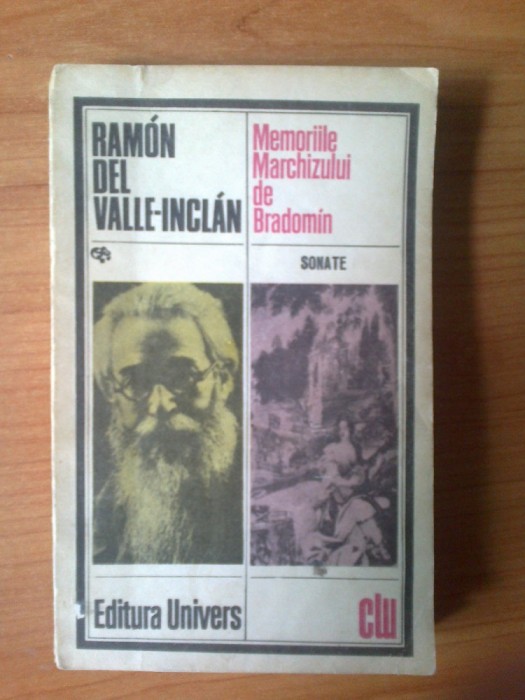 RAMÓN
DEL
VALLE-INCLÁN
Memoriile
Marchizului
de
Bradomín
SONATE
Editura Univers
clu